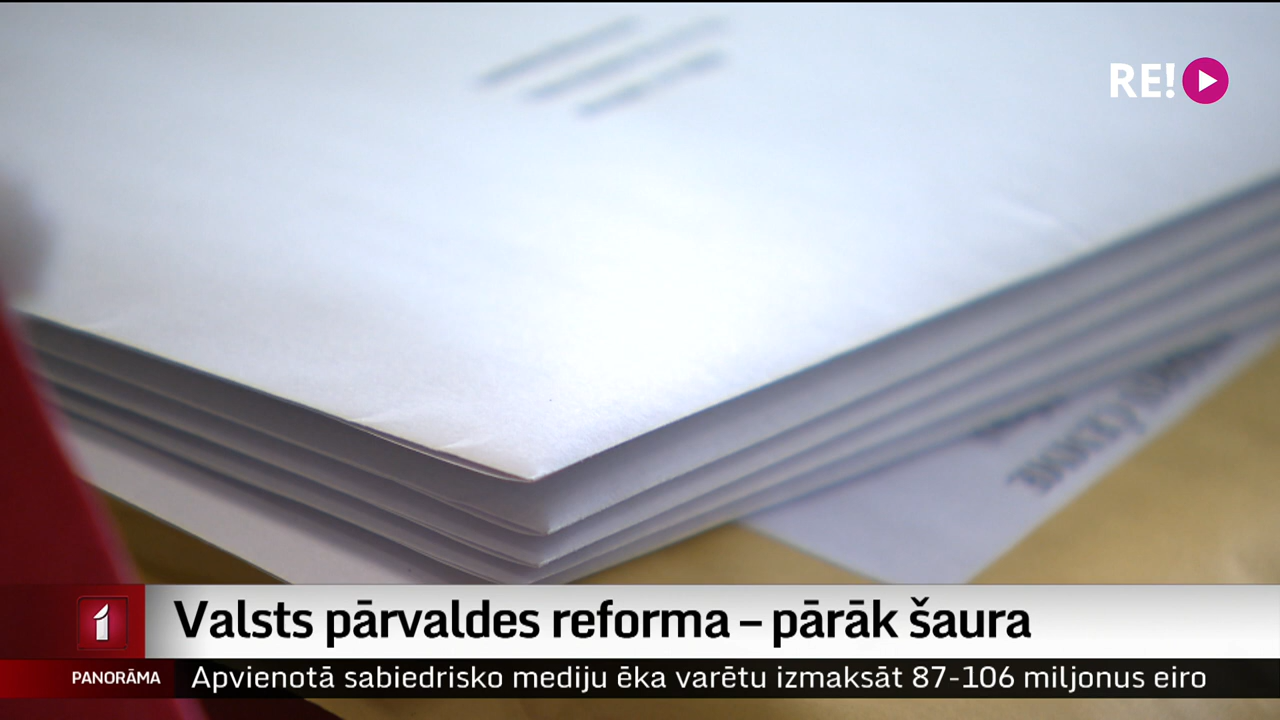 RE!
Valsts pārvaldes reforma – pārāk šaura
1
PANORĀMA
Apvienotā sabiedrisko mediju ēka varētu izmaksāt 87-106 miljonus eiro